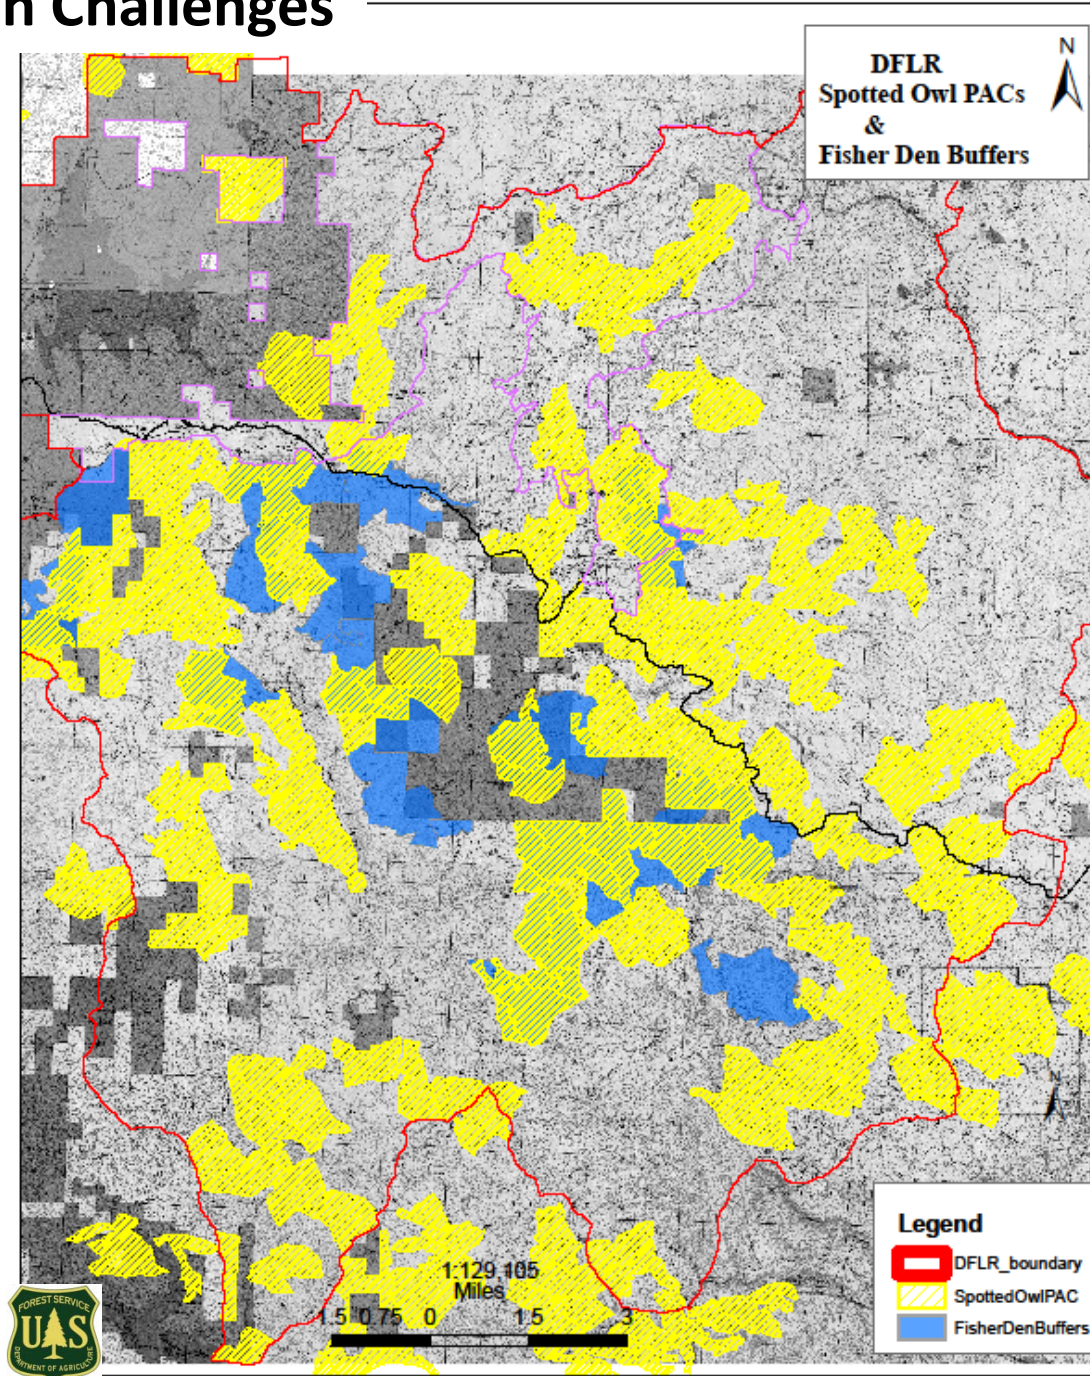 n Challenges
DFLR
Spotted Owl PACs
&
Fisher Den Buffers
N
N
Legend
DFLR_boundary
SpottedOwlPAC
FisherDenBuffers
1:129,105
Miles
1.5 0.75 0 1.5 3
FOREST SERVICE
U S
DEPARTMENT OF AGRICULTURE